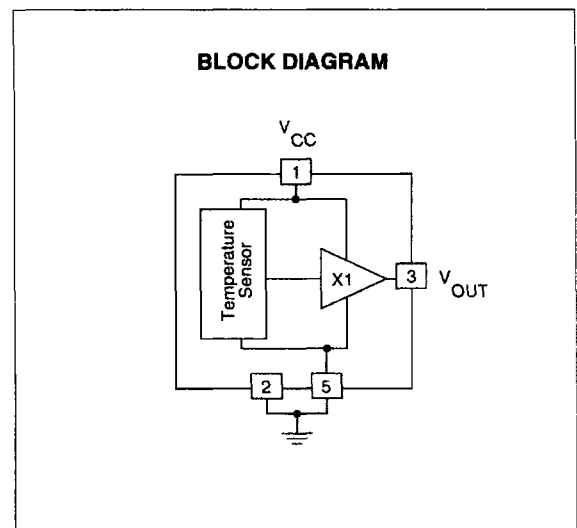 BLOCK DIAGRAM
VCC
1
Temperature
Sensor
X1
3
VOUT
2
5